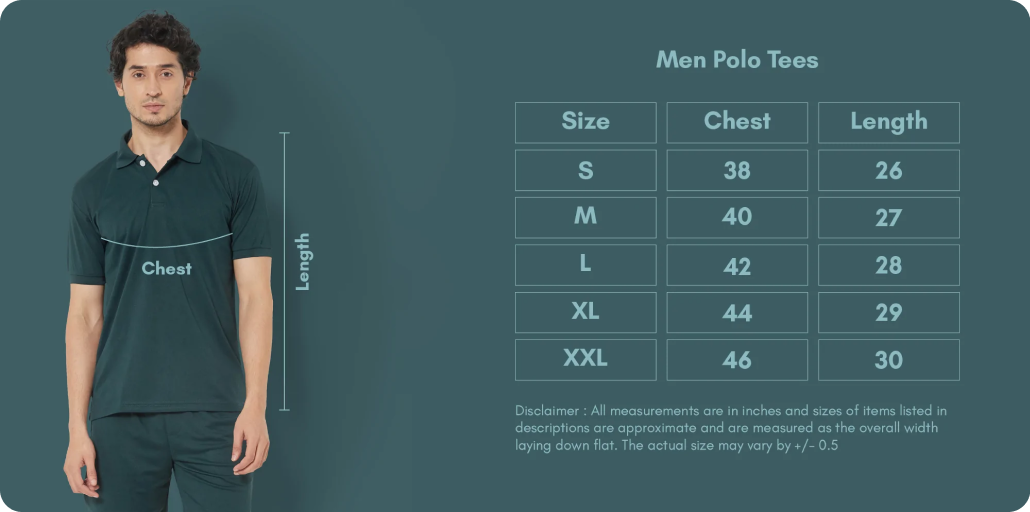 Men Polo Tees
Size Chest Length
S 38 26
M 40 27
L 42 28
XL 44 29
XXL 46 30
Chest
Length
Disclaimer : All measurements are in inches and sizes of items listed in
descriptions are approximate and are measured as the overall width
laying down flat. The actual size may vary by +/- 0.5